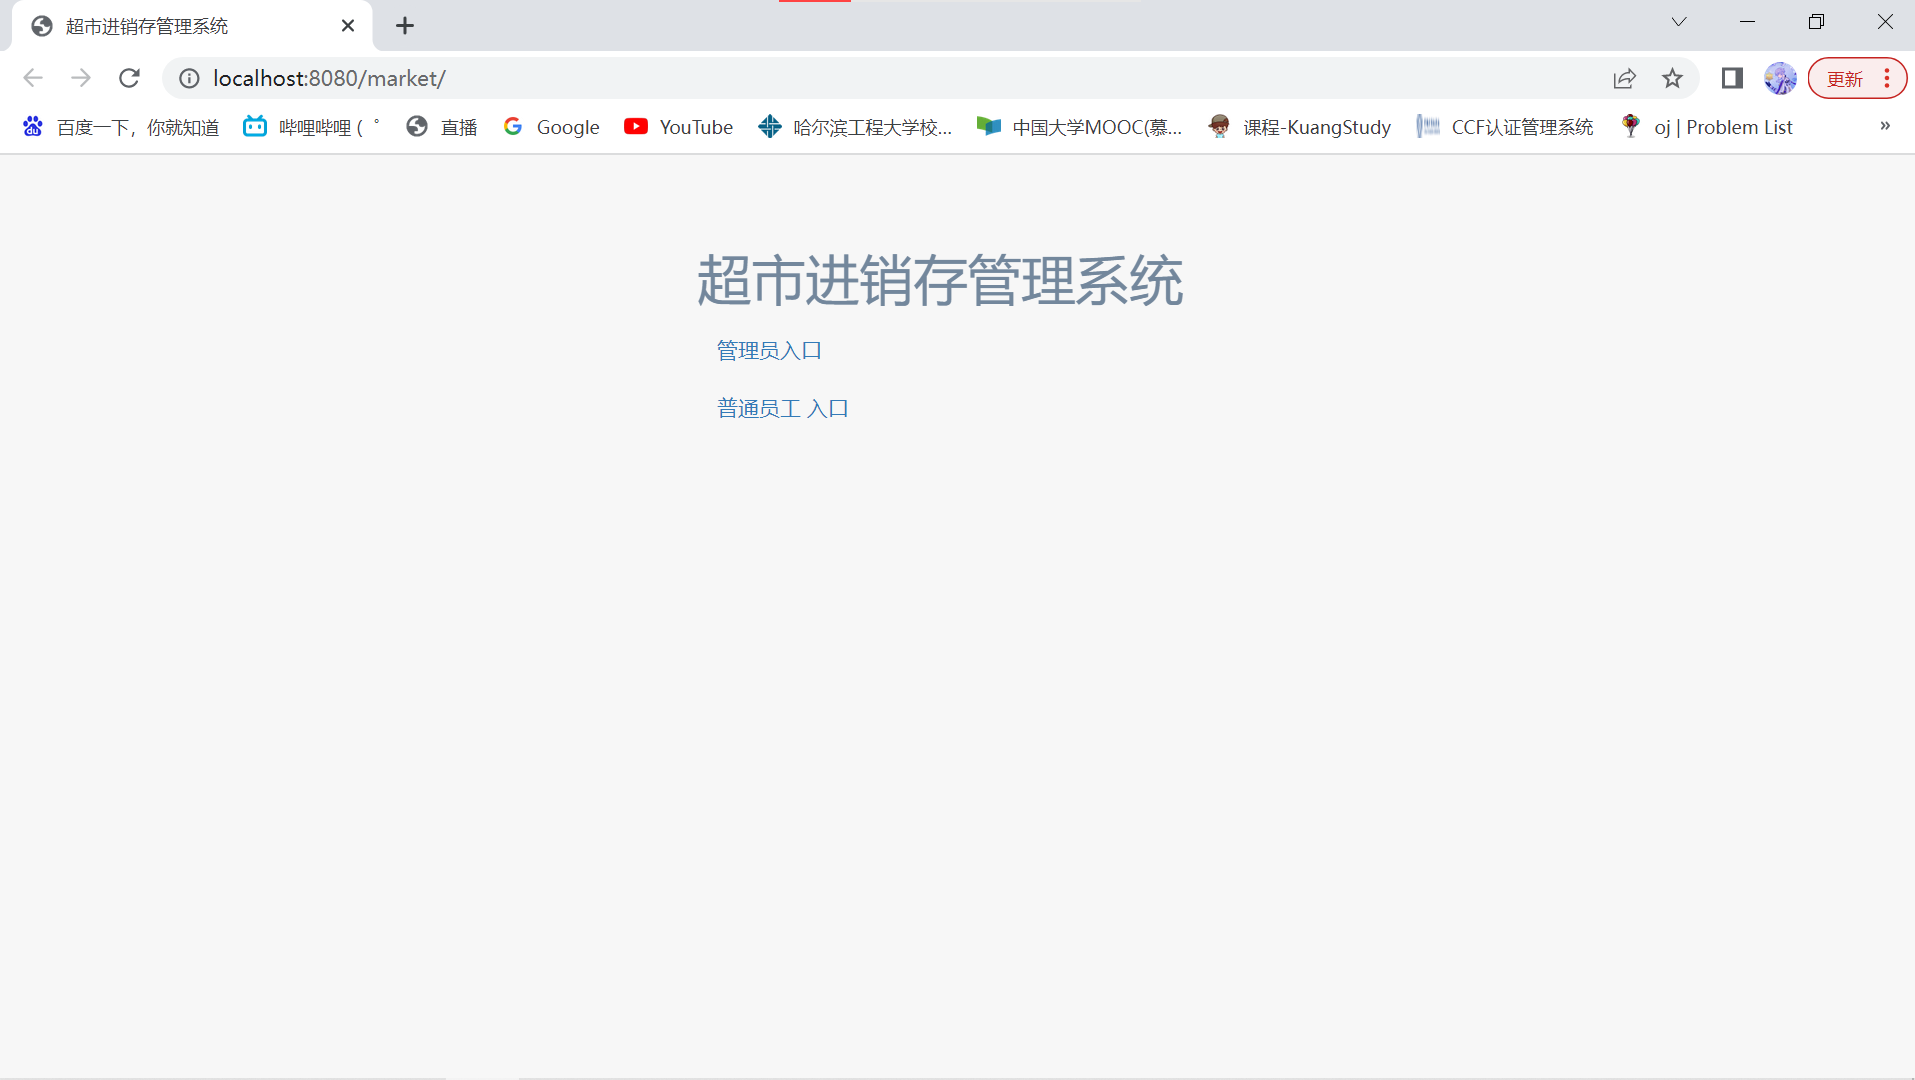 超市进销存管理系统
localhost:8080/market/
更新
百度一下，你就知道 哔哩哔哩 ( ゜ 直播 Google YouTube 哈尔滨工程大学校... 中国大学MOOC(慕... 课程-KuangStudy CCF认证管理系统 oj | Problem List »
超市进销存管理系统
管理员入口
普通员工 入口